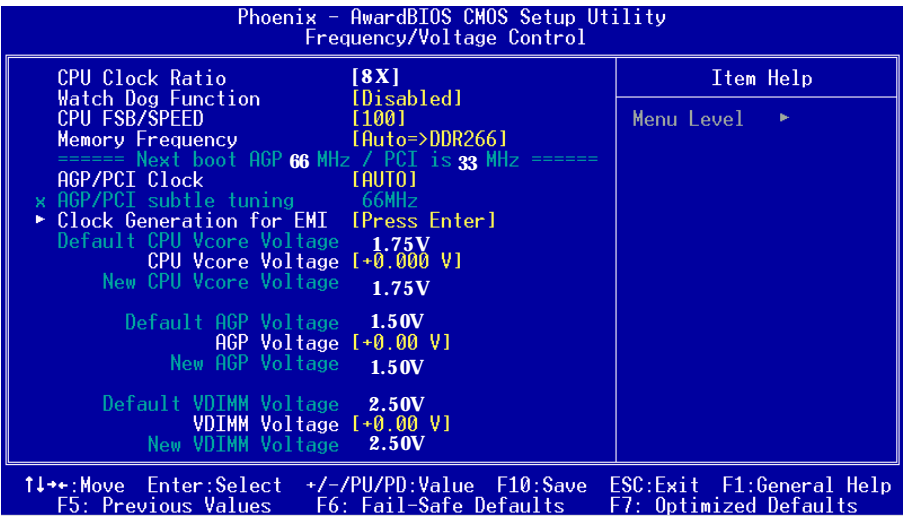 Phoenix - AwardBIOS CMOS Setup Utility
Frequency/Voltage Control
CPU Clock Ratio [8X]
Watch Dog Function [Disabled]
CPU FSB/SPEED [100]
Memory Frequency [Auto=>DDR266]
====== Next boot AGP 66 MHz / PCI is 33 MHz ======
AGP/PCI Clock [AUTO]
x AGP/PCI subtle tuning 66MHz
► Clock Generation for EMI [Press Enter]
Default CPU Vcore Voltage 1.75V
CPU Vcore Voltage [+0.000 V]
New CPU Vcore Voltage 1.75V
Default AGP Voltage 1.50V
AGP Voltage [+0.00 V]
New AGP Voltage 1.50V
Default VDIMM Voltage 2.50V
VDIMM Voltage [+0.00 V]
New VDIMM Voltage 2.50V
Item Help
Menu Level ►
↑↓→←:Move Enter:Select +/-/PU/PD:Value F10:Save ESC:Exit F1:General Help
F5: Previous Values F6: Fail-Safe Defaults F7: Optimized Defaults